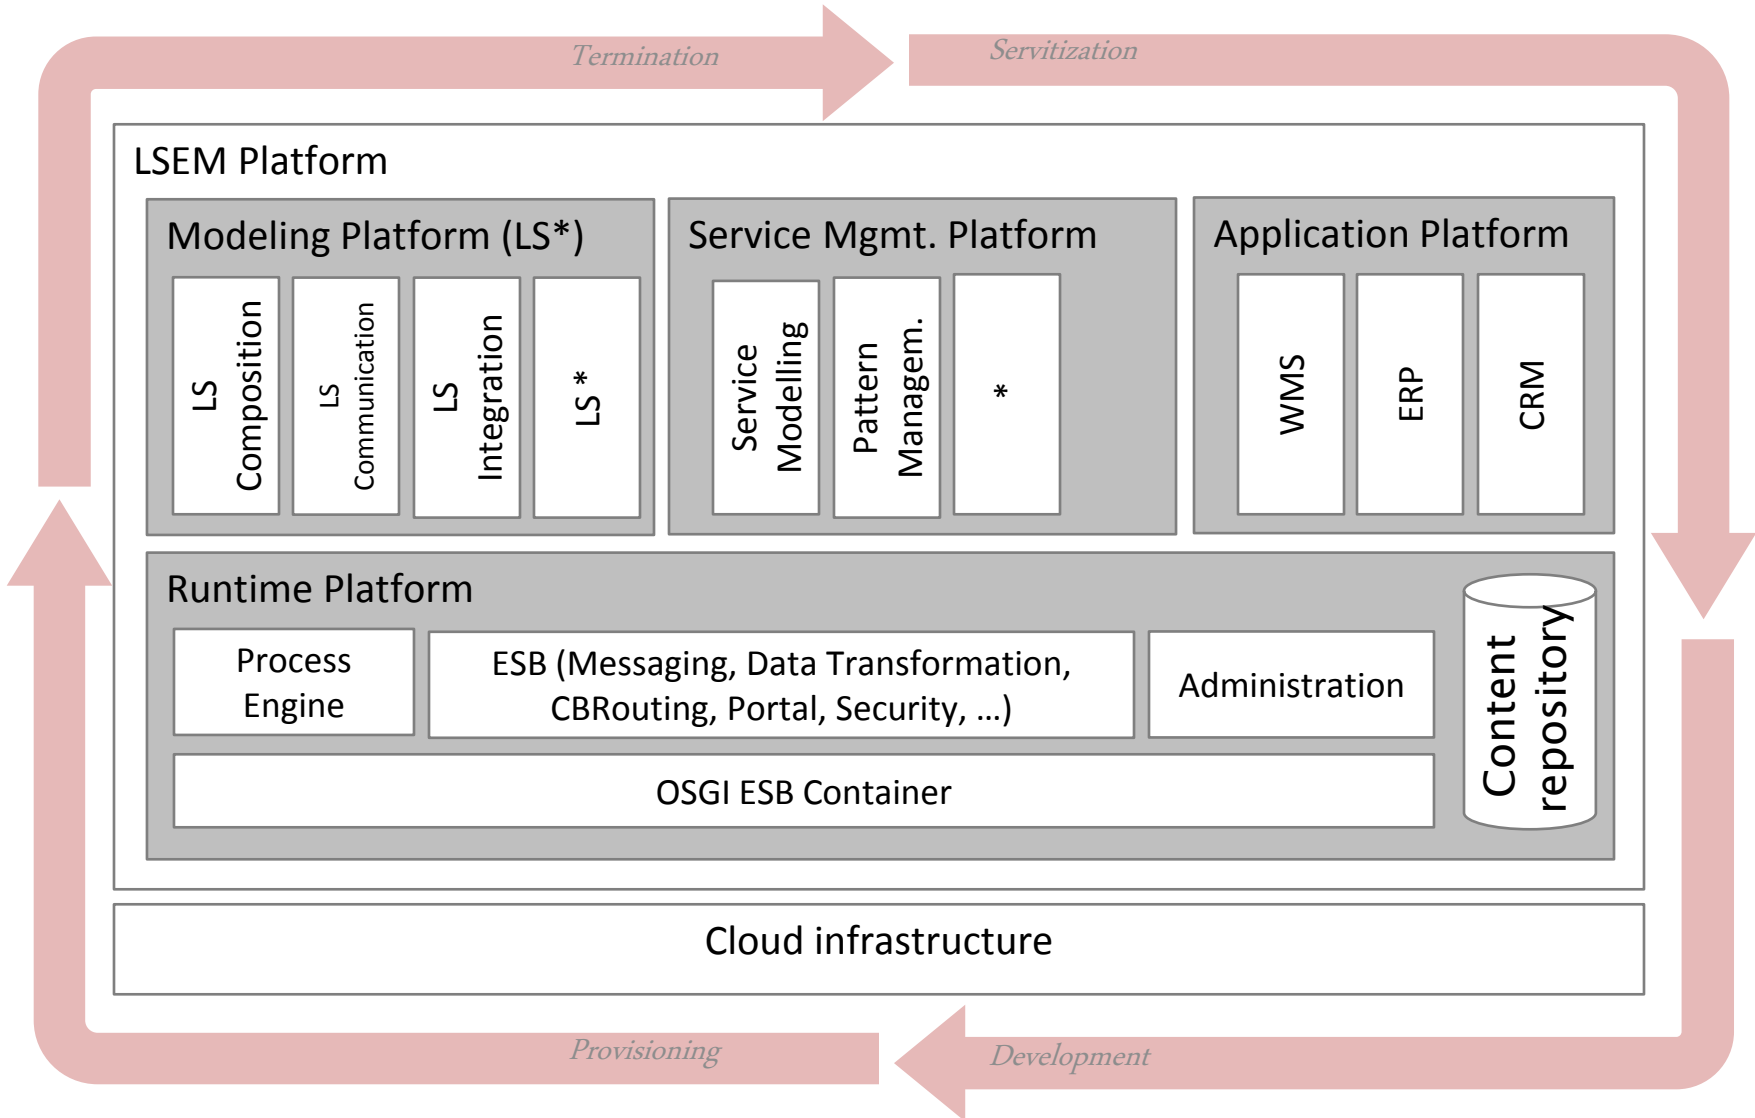 Termination
Servitization
LSEM Platform
Modeling Platform (LS*)
LS
Composition
LS
Communication
LS
Integration
LS *
Service Mgmt. Platform
Service
Modelling
Pattern
Managem.
*
Application Platform
WMS
ERP
CRM
Runtime Platform
Process
Engine
ESB (Messaging, Data Transformation,
CBRouting, Portal, Security, ...)
Administration
Content
repository
OSGI ESB Container
Cloud infrastructure
Provisioning
Development